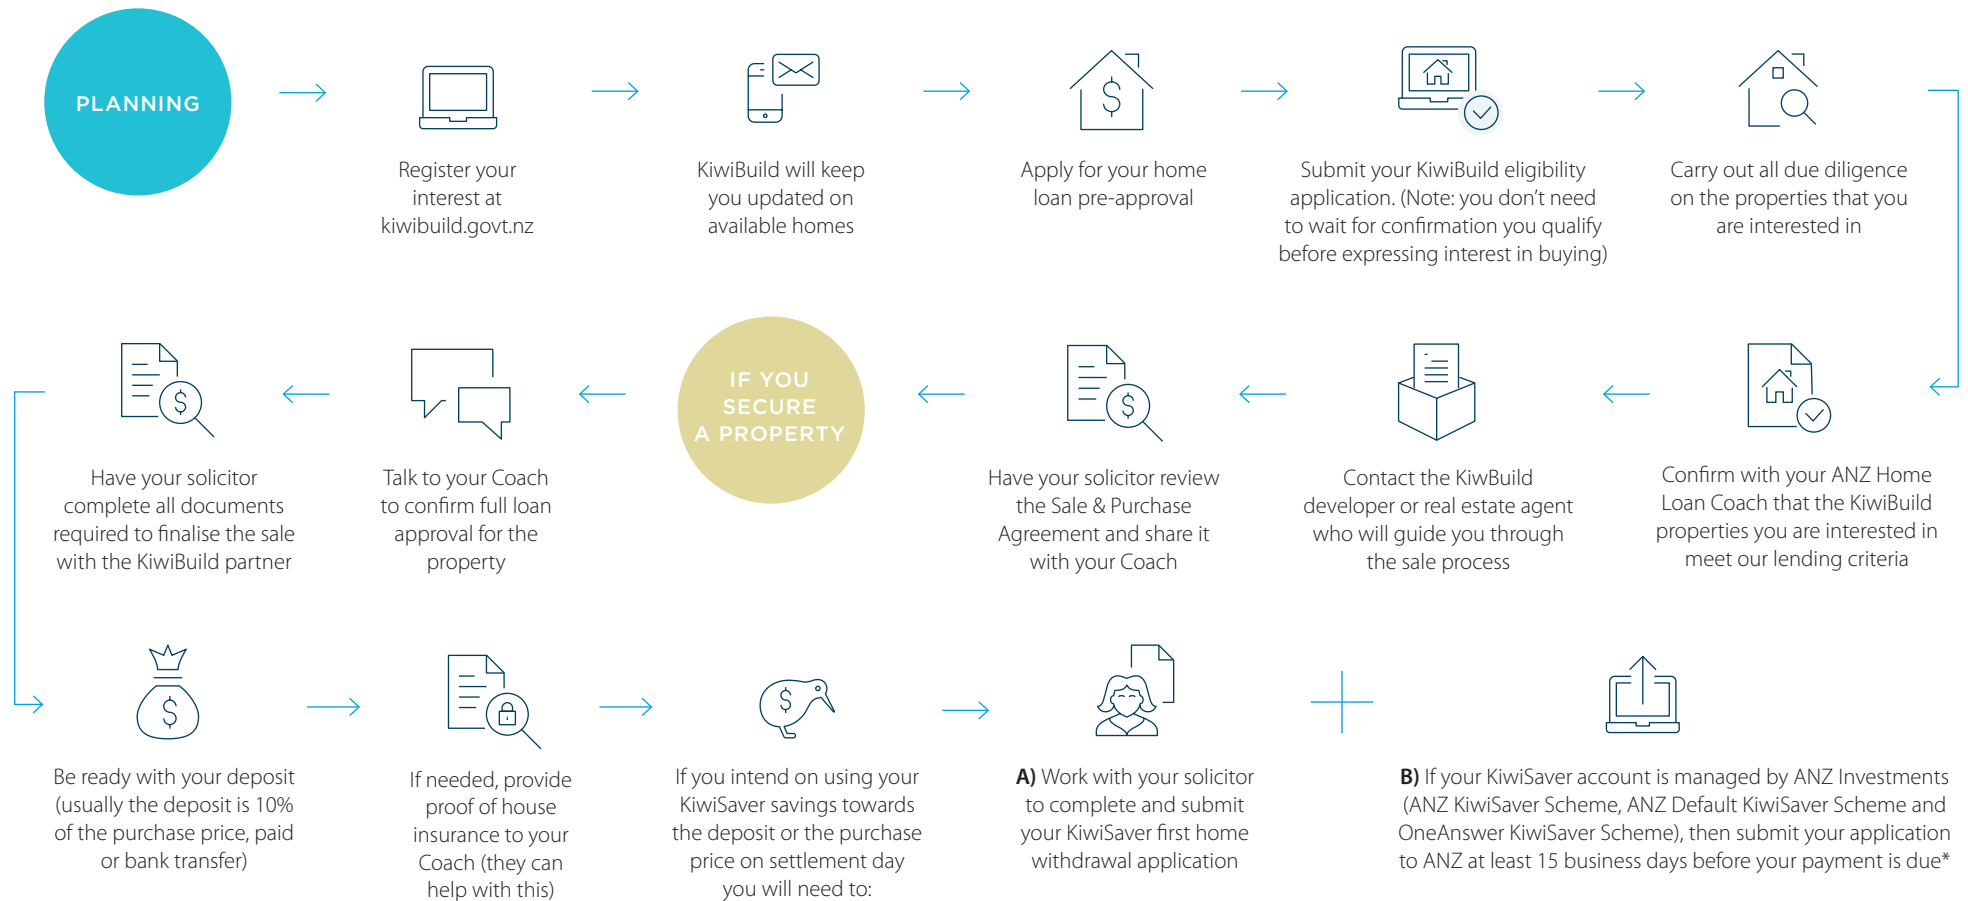 PLANNING
Register your
interest at
kiwibuild.govt.nz
KiwiBuild will keep
you updated on
available homes
Apply for your home
loan pre-approval
Submit your KiwiBuild eligibility
application. (Note: you don’t need
to wait for confirmation you qualify
before expressing interest in buying)
Carry out all due diligence
on the properties that you
are interested in
Confirm with your ANZ Home
Loan Coach that the KiwiBuild
properties you are interested in
meet our lending criteria
Contact the KiwBuild
developer or real estate agent
who will guide you through
the sale process
Have your solicitor review
the Sale & Purchase
Agreement and share it
with your Coach
IF YOU
SECURE
A PROPERTY
Talk to your Coach
to confirm full loan
approval for the
property
Have your solicitor
complete all documents
required to finalise the sale
with the KiwiBuild partner
Be ready with your deposit
(usually the deposit is 10%
of the purchase price, paid
or bank transfer)
If needed, provide
proof of house
insurance to your
Coach (they can
help with this)
If you intend on using your
KiwiSaver savings towards
the deposit or the purchase
price on settlement day
you will need to:
A) Work with your solicitor
to complete and submit
your KiwiSaver first home
withdrawal application
B) If your KiwiSaver account is managed by ANZ Investments
(ANZ KiwiSaver Scheme, ANZ Default KiwiSaver Scheme and
OneAnswer KiwiSaver Scheme), then submit your application
to ANZ at least 15 business days before your payment is due*